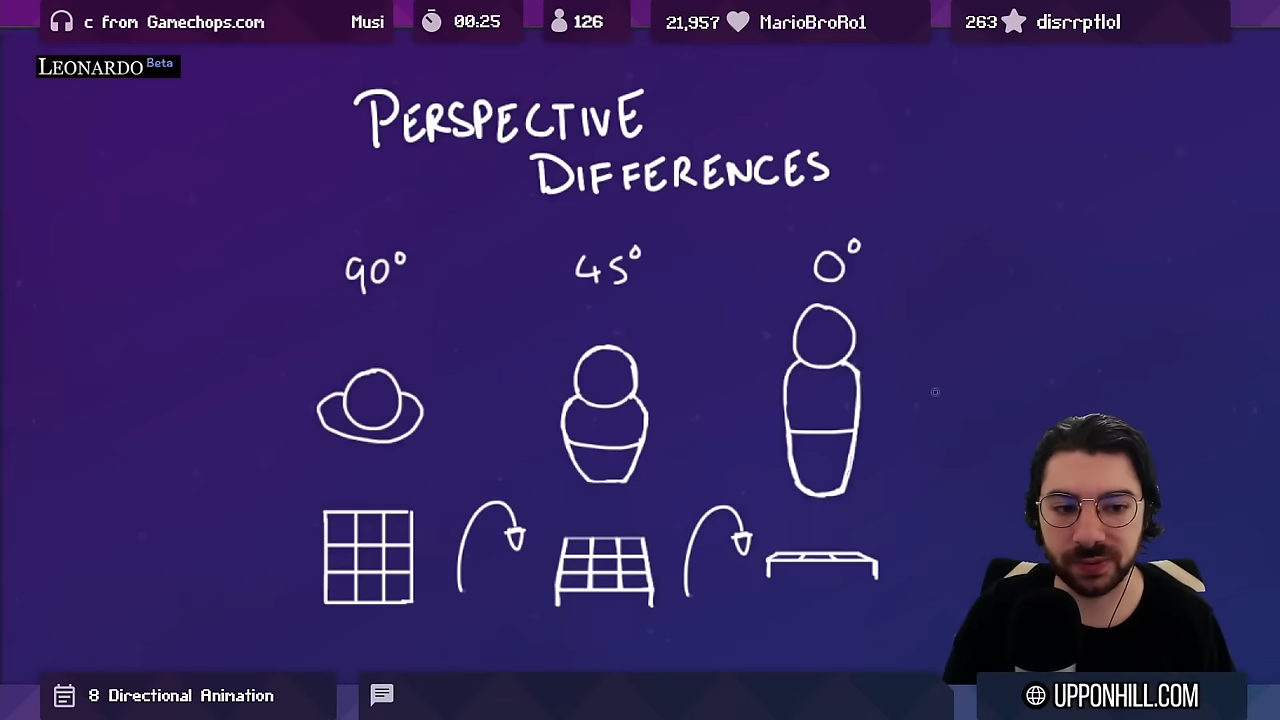 c from Gamechops.com Musi
00:25
126
21,957 MarioBroRo1
263 disrrptlol
LEONARDO Beta
PERSPECTIVE
DIFFERENCES
90° 45° 0°
8 Directional Animation
UPPONHILL.COM